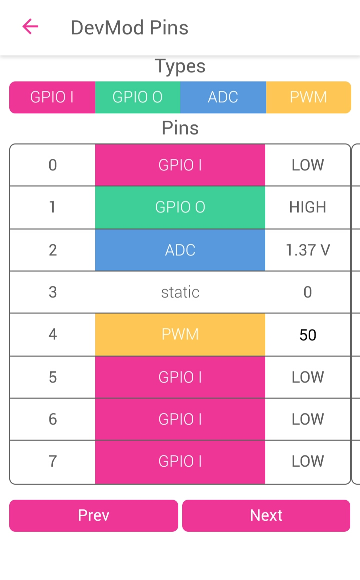 DevMod Pins
Types
GPIO I GPIO O ADC PWM
Pins
0 GPIO I LOW
1 GPIO O HIGH
2 ADC 1.37 V
3 static 0
4 PWM 50
5 GPIO I LOW
6 GPIO I LOW
7 GPIO I LOW
Prev Next